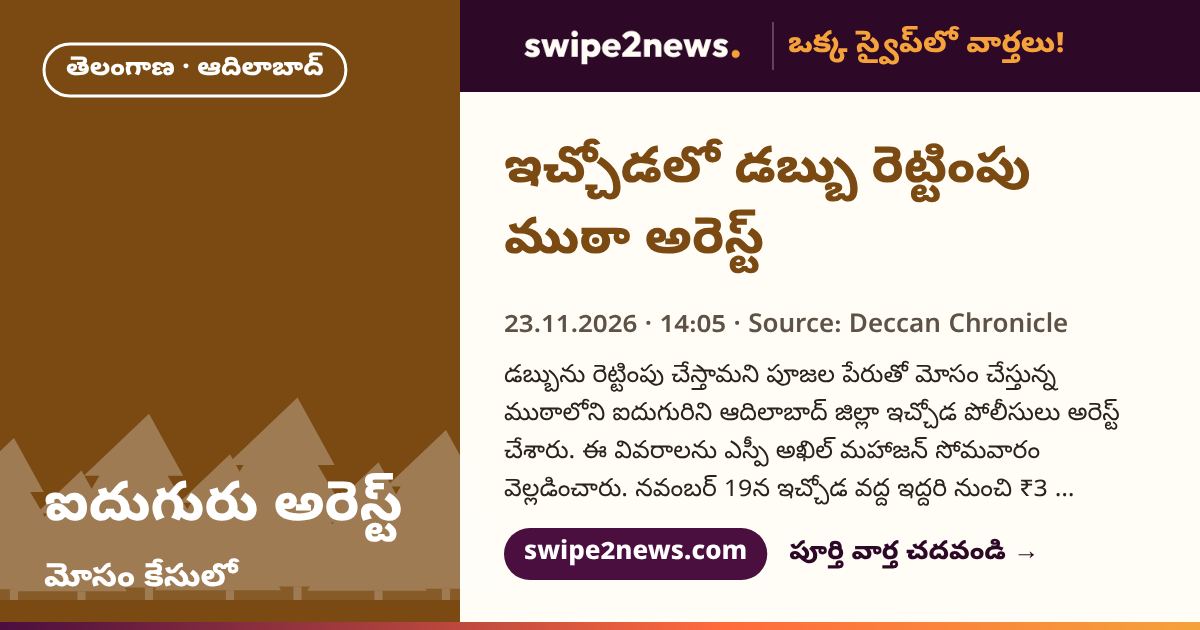 తెలంగాణ · ఆదిలాబాద్
swipe2news.
ఒక్క స్వైప్‌లో వార్తలు!
ఇచ్చోడలో డబ్బు రెట్టింపు
ముఠా అరెస్ట్
23.11.2026 · 14:05 · Source: Deccan Chronicle
డబ్బును రెట్టింపు చేస్తామని పూజల పేరుతో మోసం చేస్తున్న
ముఠాలోని ఐదుగురిని ఆదిలాబాద్ జిల్లా ఇచ్చోడ పోలీసులు అరెస్ట్
చేశారు. ఈ వివరాలను ఎస్పీ అఖిల్ మహాజన్ సోమవారం
వెల్లడించారు. నవంబర్ 19న ఇచ్చోడ వద్ద ఇద్దరి నుంచి ₹3 ...
ఐదుగురు అరెస్ట్
మోసం కేసులో
swipe2news.com
పూర్తి వార్త చదవండి →